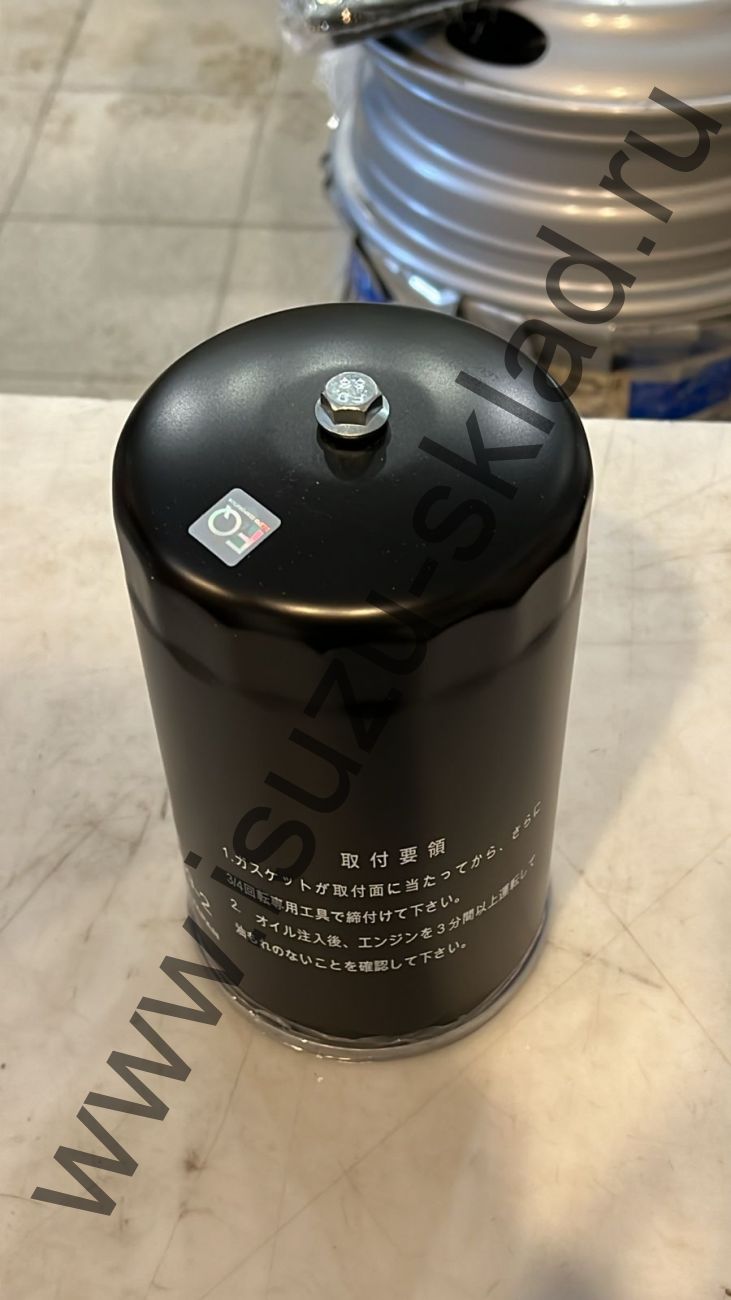 8.8
FQ
取付要領
1.ガスケットが取付面に当たってから、さらに
3/4回転専用工具で締付けて下さい。
2. オイル注入後、エンジンを3分間以上運転して
油もれのないことを確認して下さい。
www.isuzu-sklad.ru